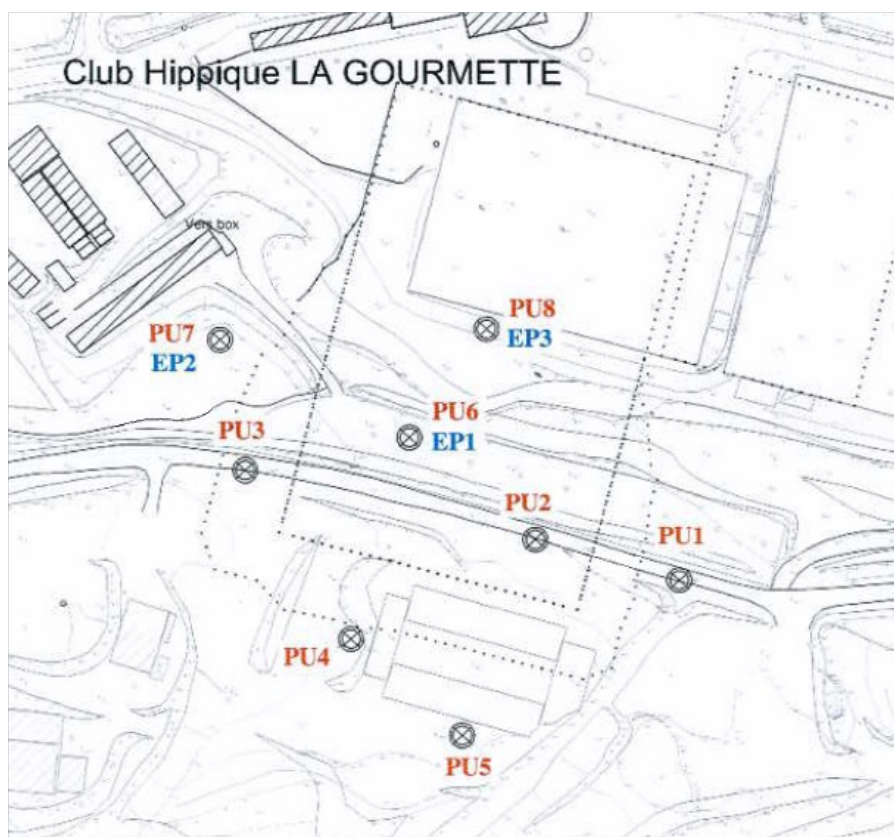 Club Hippique LA GOURMETTE
Vers box
PU8
EP3
PU7
EP2
PU6
EP1
PU3
PU2
PU1
PU4
PU5